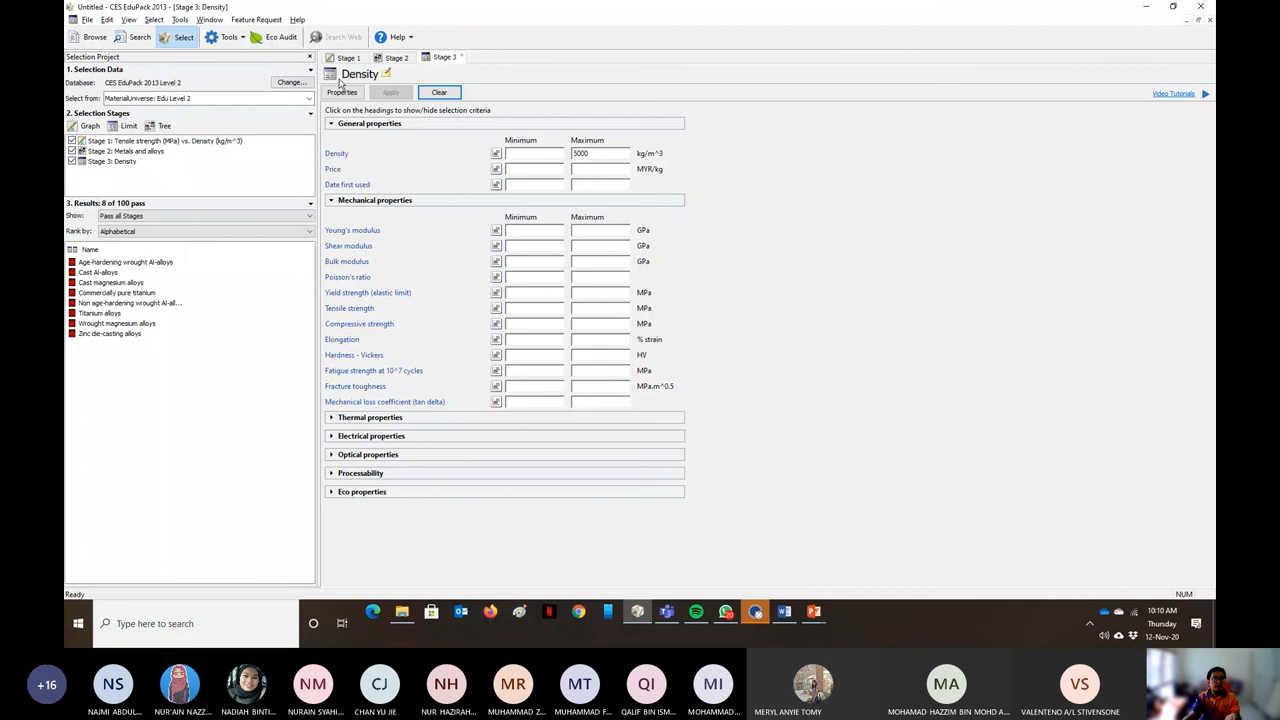 Untitled - CES EduPack 2013 - [Stage 3: Density]
File Edit View Select Tools Window Feature Request Help
Browse Search Select Tools Eco Audit Search Web Help
Selection Project
1. Selection Data
Database: CES EduPack 2013 Level 2 Change...
Select from: MaterialUniverse: Edu Level 2
2. Selection Stages
Graph Limit Tree
Stage 1: Tensile strength (MPa) vs. Density (kg/m^3)
Stage 2: Metals and alloys
Stage 3: Density
3. Results: 8 of 100 pass
Show: Pass all Stages
Rank by: Alphabetical
Name
Age-hardening wrought Al-alloys
Cast Al-alloys
Cast magnesium alloys
Commercially pure titanium
Non age-hardening wrought Al-all...
Titanium alloys
Wrought magnesium alloys
Zinc die-casting alloys
Stage 1 Stage 2 Stage 3
Density
Properties Apply Clear
Video Tutorials
Click on the headings to show/hide selection criteria
General properties
Minimum Maximum
Density 5000 kg/m^3
Price MYR/kg
Date first used
Mechanical properties
Minimum Maximum
Young's modulus GPa
Shear modulus GPa
Bulk modulus GPa
Poisson's ratio
Yield strength (elastic limit) MPa
Tensile strength MPa
Compressive strength MPa
Elongation % strain
Hardness - Vickers HV
Fatigue strength at 10^7 cycles MPa
Fracture toughness MPa.m^0.5
Mechanical loss coefficient (tan delta)
Thermal properties
Electrical properties
Optical properties
Processability
Eco properties
Ready NUM
Type here to search
10:10 AM
Thursday
12-Nov-20
+16 NS NM CJ NH MR MT QI MI MA VS
NAJMI ABDUL... NUR'AIN NAZZ... NADIAH BINTI... NURAIN SYAHI... CHAN YU JIE NUR HAZIRAH... MUHAMMAD Z... MUHAMMAD F... QALIF BIN ISM... MOHAMMAD... MERYL ANYIE TOMY MOHAMAD HAZZIM BIN MOHD A... VALENTENO A/L STIVENSONE